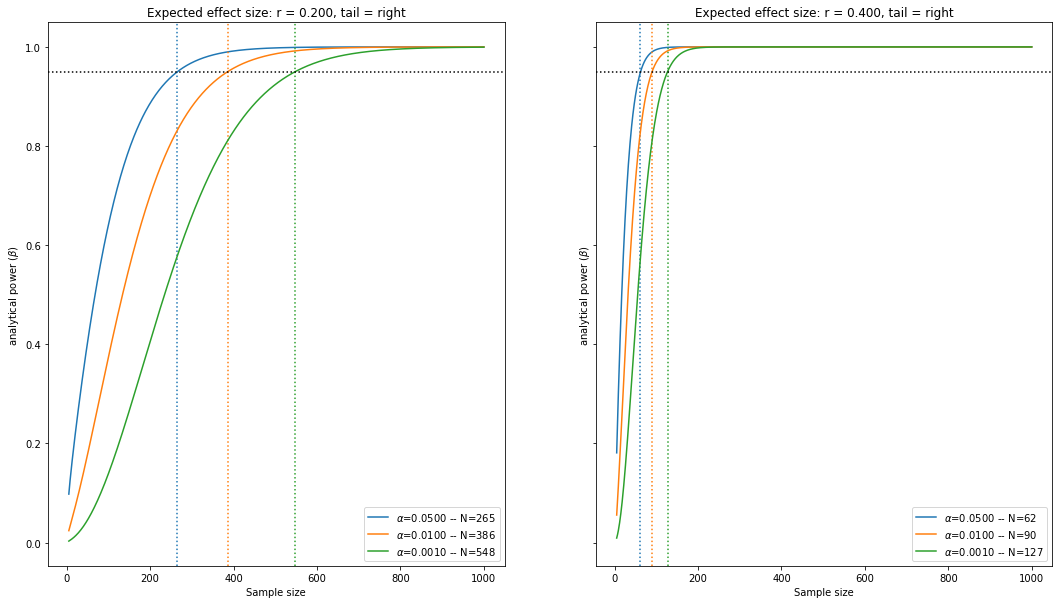 Expected effect size: r = 0.200, tail = right
1.0
0.8
0.6
0.4
0.2
0.0
analytical power (β)
0
200
400
600
800
1000
Sample size
α=0.0500 -- N=265
α=0.0100 -- N=386
α=0.0010 -- N=548
Expected effect size: r = 0.400, tail = right
analytical power (β)
0
200
400
600
800
1000
Sample size
α=0.0500 -- N=62
α=0.0100 -- N=90
α=0.0010 -- N=127